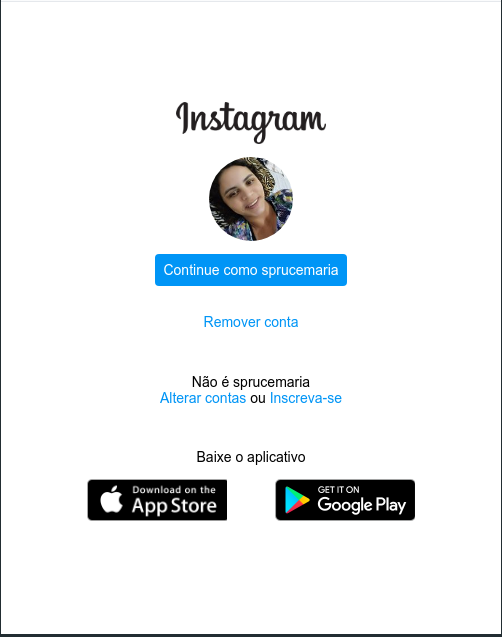 Instagram
Continue como sprucemaria
Remover conta
Não é sprucemaria
Alterar contas ou Inscreva-se
Baixe o aplicativo
Download on the
App Store
GET IT ON
Google Play